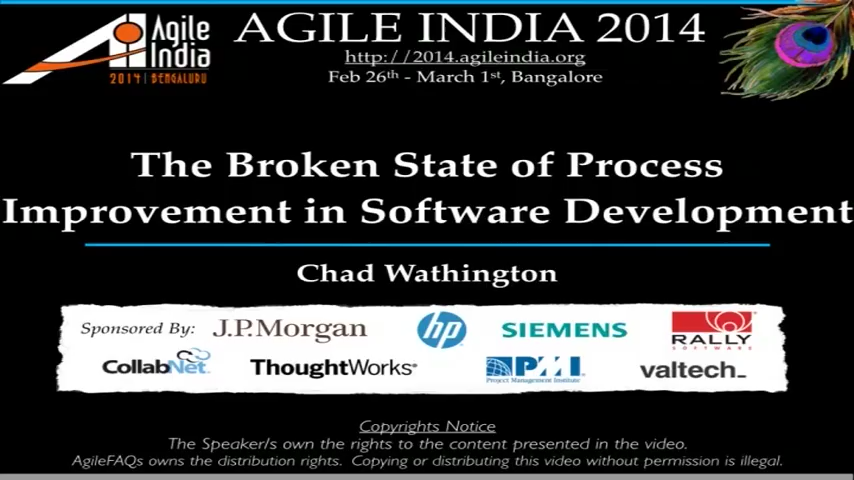 Agile India
2014 | BENGALURU
AGILE INDIA 2014
http://2014.agileindia.org
Feb 26th - March 1st, Bangalore
The Broken State of Process
Improvement in Software Development
Chad Wathington
Sponsored By: J.P.Morgan hp SIEMENS RALLY SOFTWARE
CollabNet ThoughtWorks® PMI Project Management Institute valtech_
Copyrights Notice
The Speaker/s own the rights to the content presented in the video.
AgileFAQs owns the distribution rights. Copying or distributing this video without permission is illegal.